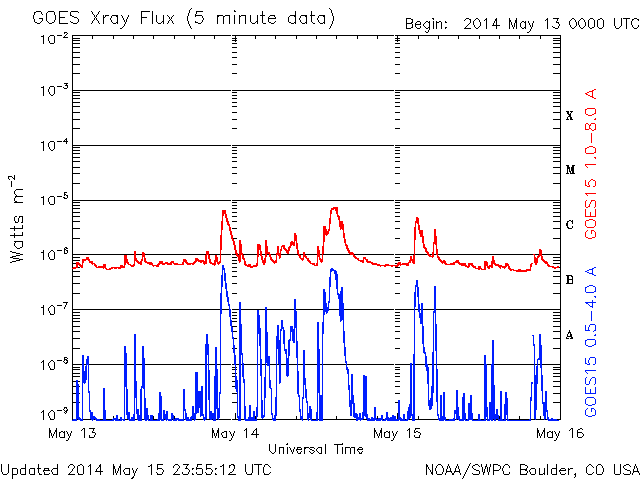 GOES Xray Flux (5 minute data)
Begin: 2014 May 13 0000 UTC
10⁻²
10⁻³
10⁻⁴
10⁻⁵
10⁻⁶
10⁻⁷
10⁻⁸
10⁻⁹
Watts m⁻²
X
M
C
B
A
GOES15 1.0-8.0 A
GOES15 0.5-4.0 A
May 13
May 14
May 15
May 16
Universal Time
Updated 2014 May 15 23:55:12 UTC
NOAA/SWPC Boulder, CO USA